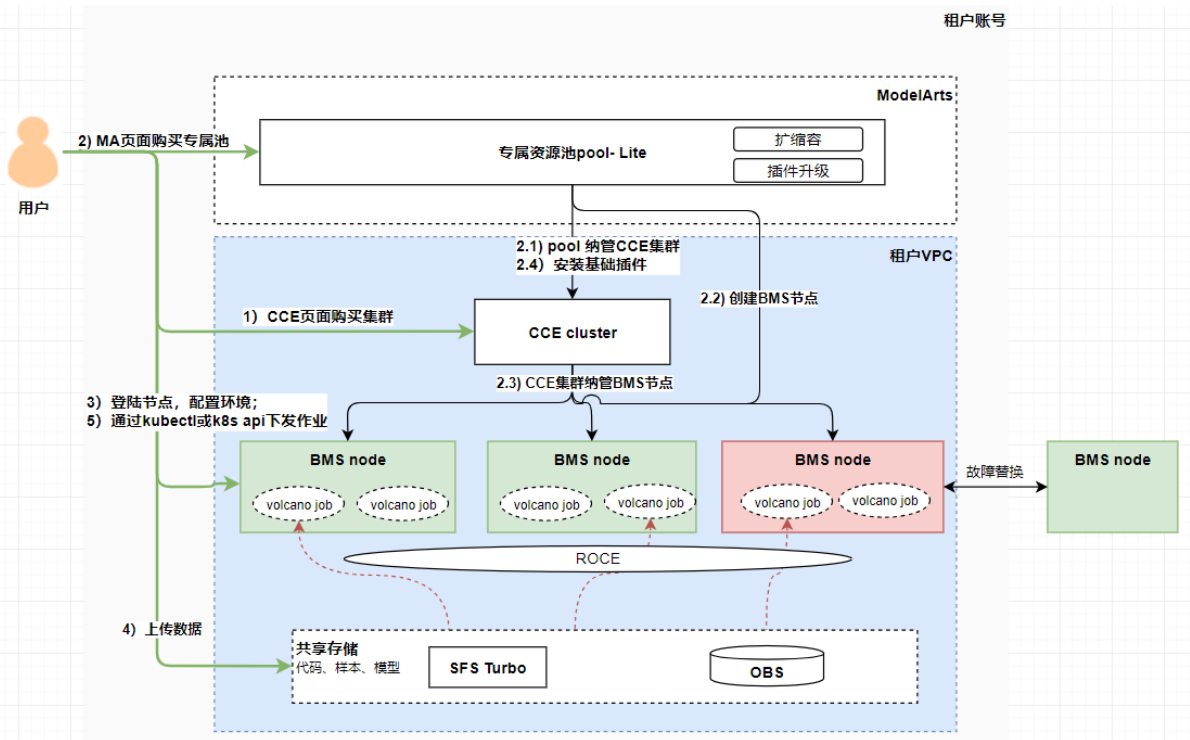 租户账号
ModelArts
2) MA页面购买专属池
专属资源池pool- Lite
扩缩容
插件升级
用户
2.1) pool 纳管CCE集群
2.4）安装基础插件
租户VPC
2.2) 创建BMS节点
1）CCE页面购买集群
CCE cluster
2.3) CCE集群纳管BMS节点
3）登陆节点，配置环境；
5）通过kubectl或k8s api下发作业
BMS node
volcano job
volcano job
BMS node
volcano job
volcano job
BMS node
volcano job
volcano job
故障替换
BMS node
ROCE
4）上传数据
共享存储
代码、样本、模型
SFS Turbo
OBS